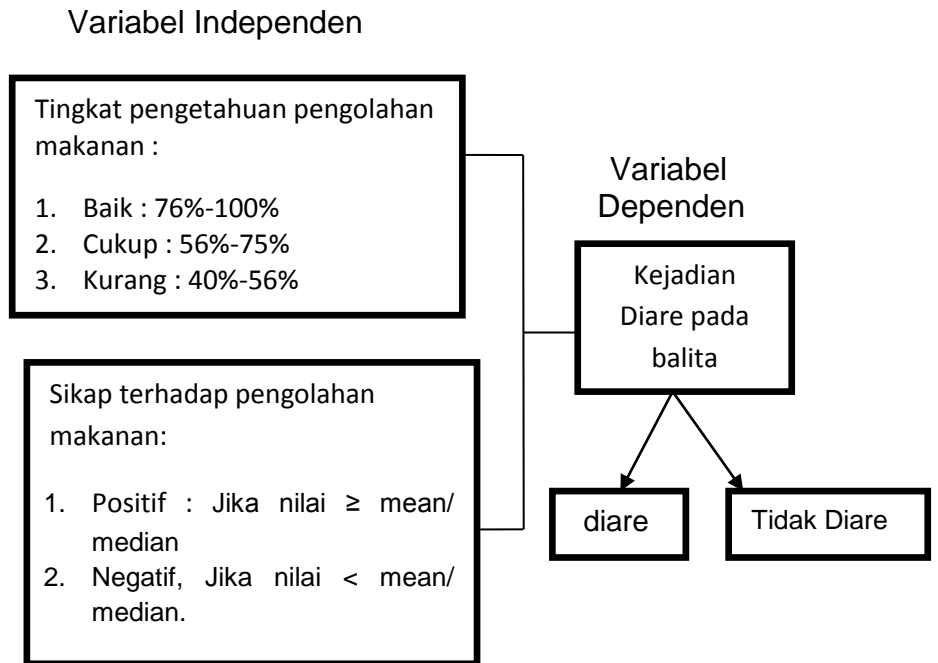 Variabel Independen
Tingkat pengetahuan pengolahan
makanan :
1. Baik : 76%-100%
2. Cukup : 56%-75%
3. Kurang : 40%-56%
Sikap terhadap pengolahan
makanan:
1. Positif : Jika nilai ≥ mean/
median
2. Negatif, Jika nilai < mean/
median.
Variabel
Dependen
Kejadian
Diare pada
balita
diare
Tidak Diare